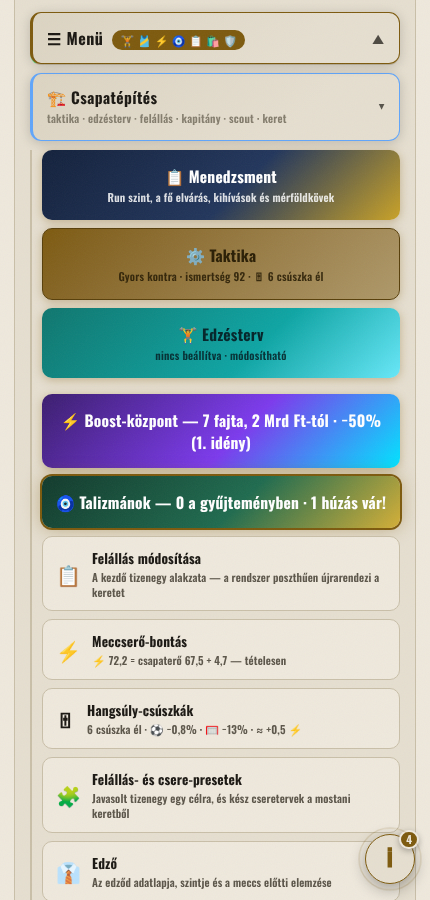 ☰ Menü
Csapatépítés
taktika · edzésterv · felállás · kapitány · scout · keret
Menedzsment
Run szint, a fő elvárás, kihívások és mérföldkövek
Taktika
Gyors kontra · ismertség 92 · 🎚 6 csúszka él
Edzésterv
nincs beállítva · módosítható
⚡ Boost-központ — 7 fajta, 2 Mrd Ft-tól · −50%
(1. idény)
🧿 Talizmánok — 0 a gyűjteményben · 1 húzás vár!
Felállás módosítása
A kezdő tizenegy alakzata — a rendszer poszthűen újrarendezi a
keretet
Meccserő-bontás
⚡ 72,2 = csapaterő 67,5 + 4,7 — tételesen
Hangsúly-csúszkák
6 csúszka él · ⚽ −0,8% · 🥅 −13% · ≈ +0,5 ⚡
Felállás- és csere-presetek
Javasolt tizenegy egy célra, és kész cseretervek a mostani
keretből
Edző
Az edződ adatlapja, szintje és a meccs előtti elemzése
4